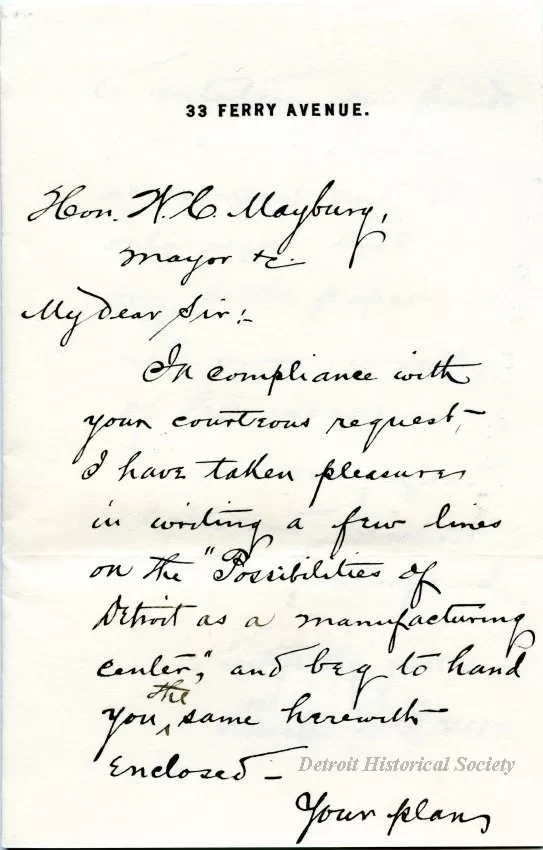 33 FERRY AVENUE.
Hon. W. C. Maybury,
Mayor &c.
My Dear Sir:-
In compliance with
your courteous request,
I have taken pleasure
in writing a few lines
on the "Possibilities of
Detroit as a manufacturing
center," and beg to hand
you the same herewith
Enclosed -
Detroit Historical Society
Your plan